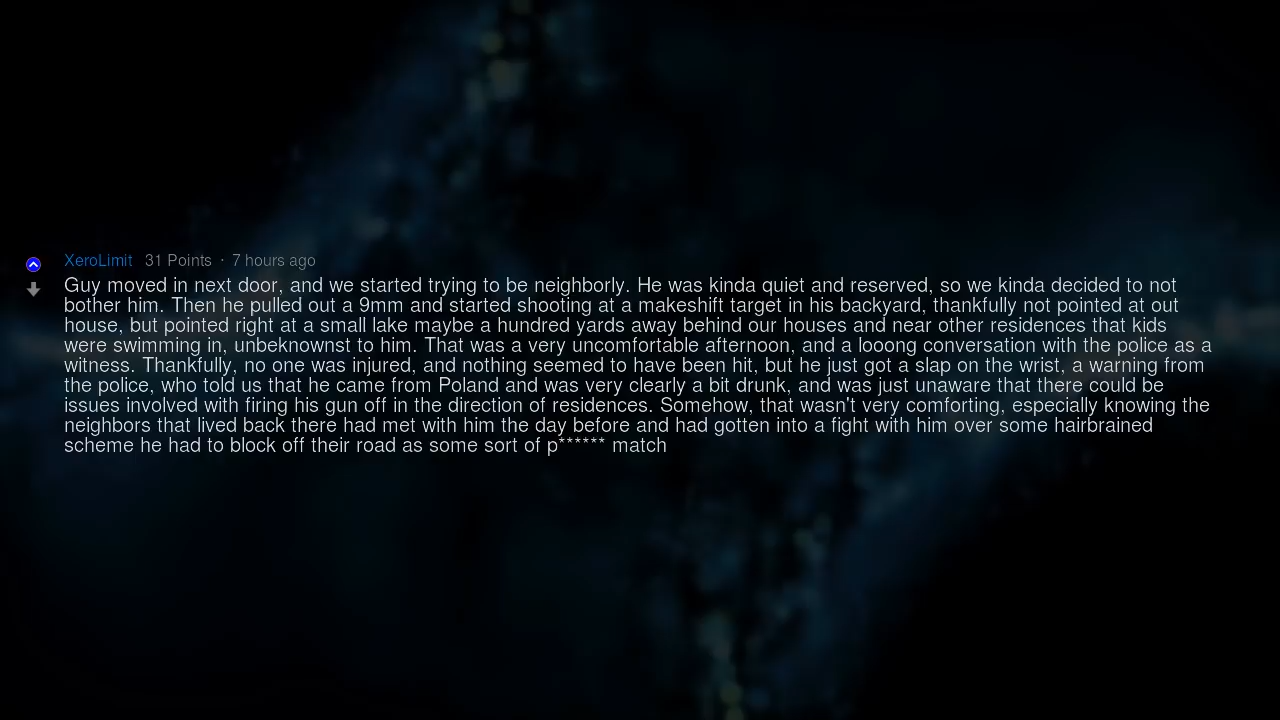 XeroLimit 31 Points · 7 hours ago
Guy moved in next door, and we started trying to be neighborly. He was kinda quiet and reserved, so we kinda decided to not
bother him. Then he pulled out a 9mm and started shooting at a makeshift target in his backyard, thankfully not pointed at out
house, but pointed right at a small lake maybe a hundred yards away behind our houses and near other residences that kids
were swimming in, unbeknownst to him. That was a very uncomfortable afternoon, and a looong conversation with the police as a
witness. Thankfully, no one was injured, and nothing seemed to have been hit, but he just got a slap on the wrist, a warning from
the police, who told us that he came from Poland and was very clearly a bit drunk, and was just unaware that there could be
issues involved with firing his gun off in the direction of residences. Somehow, that wasn't very comforting, especially knowing the
neighbors that lived back there had met with him the day before and had gotten into a fight with him over some hairbrained
scheme he had to block off their road as some sort of p****** match